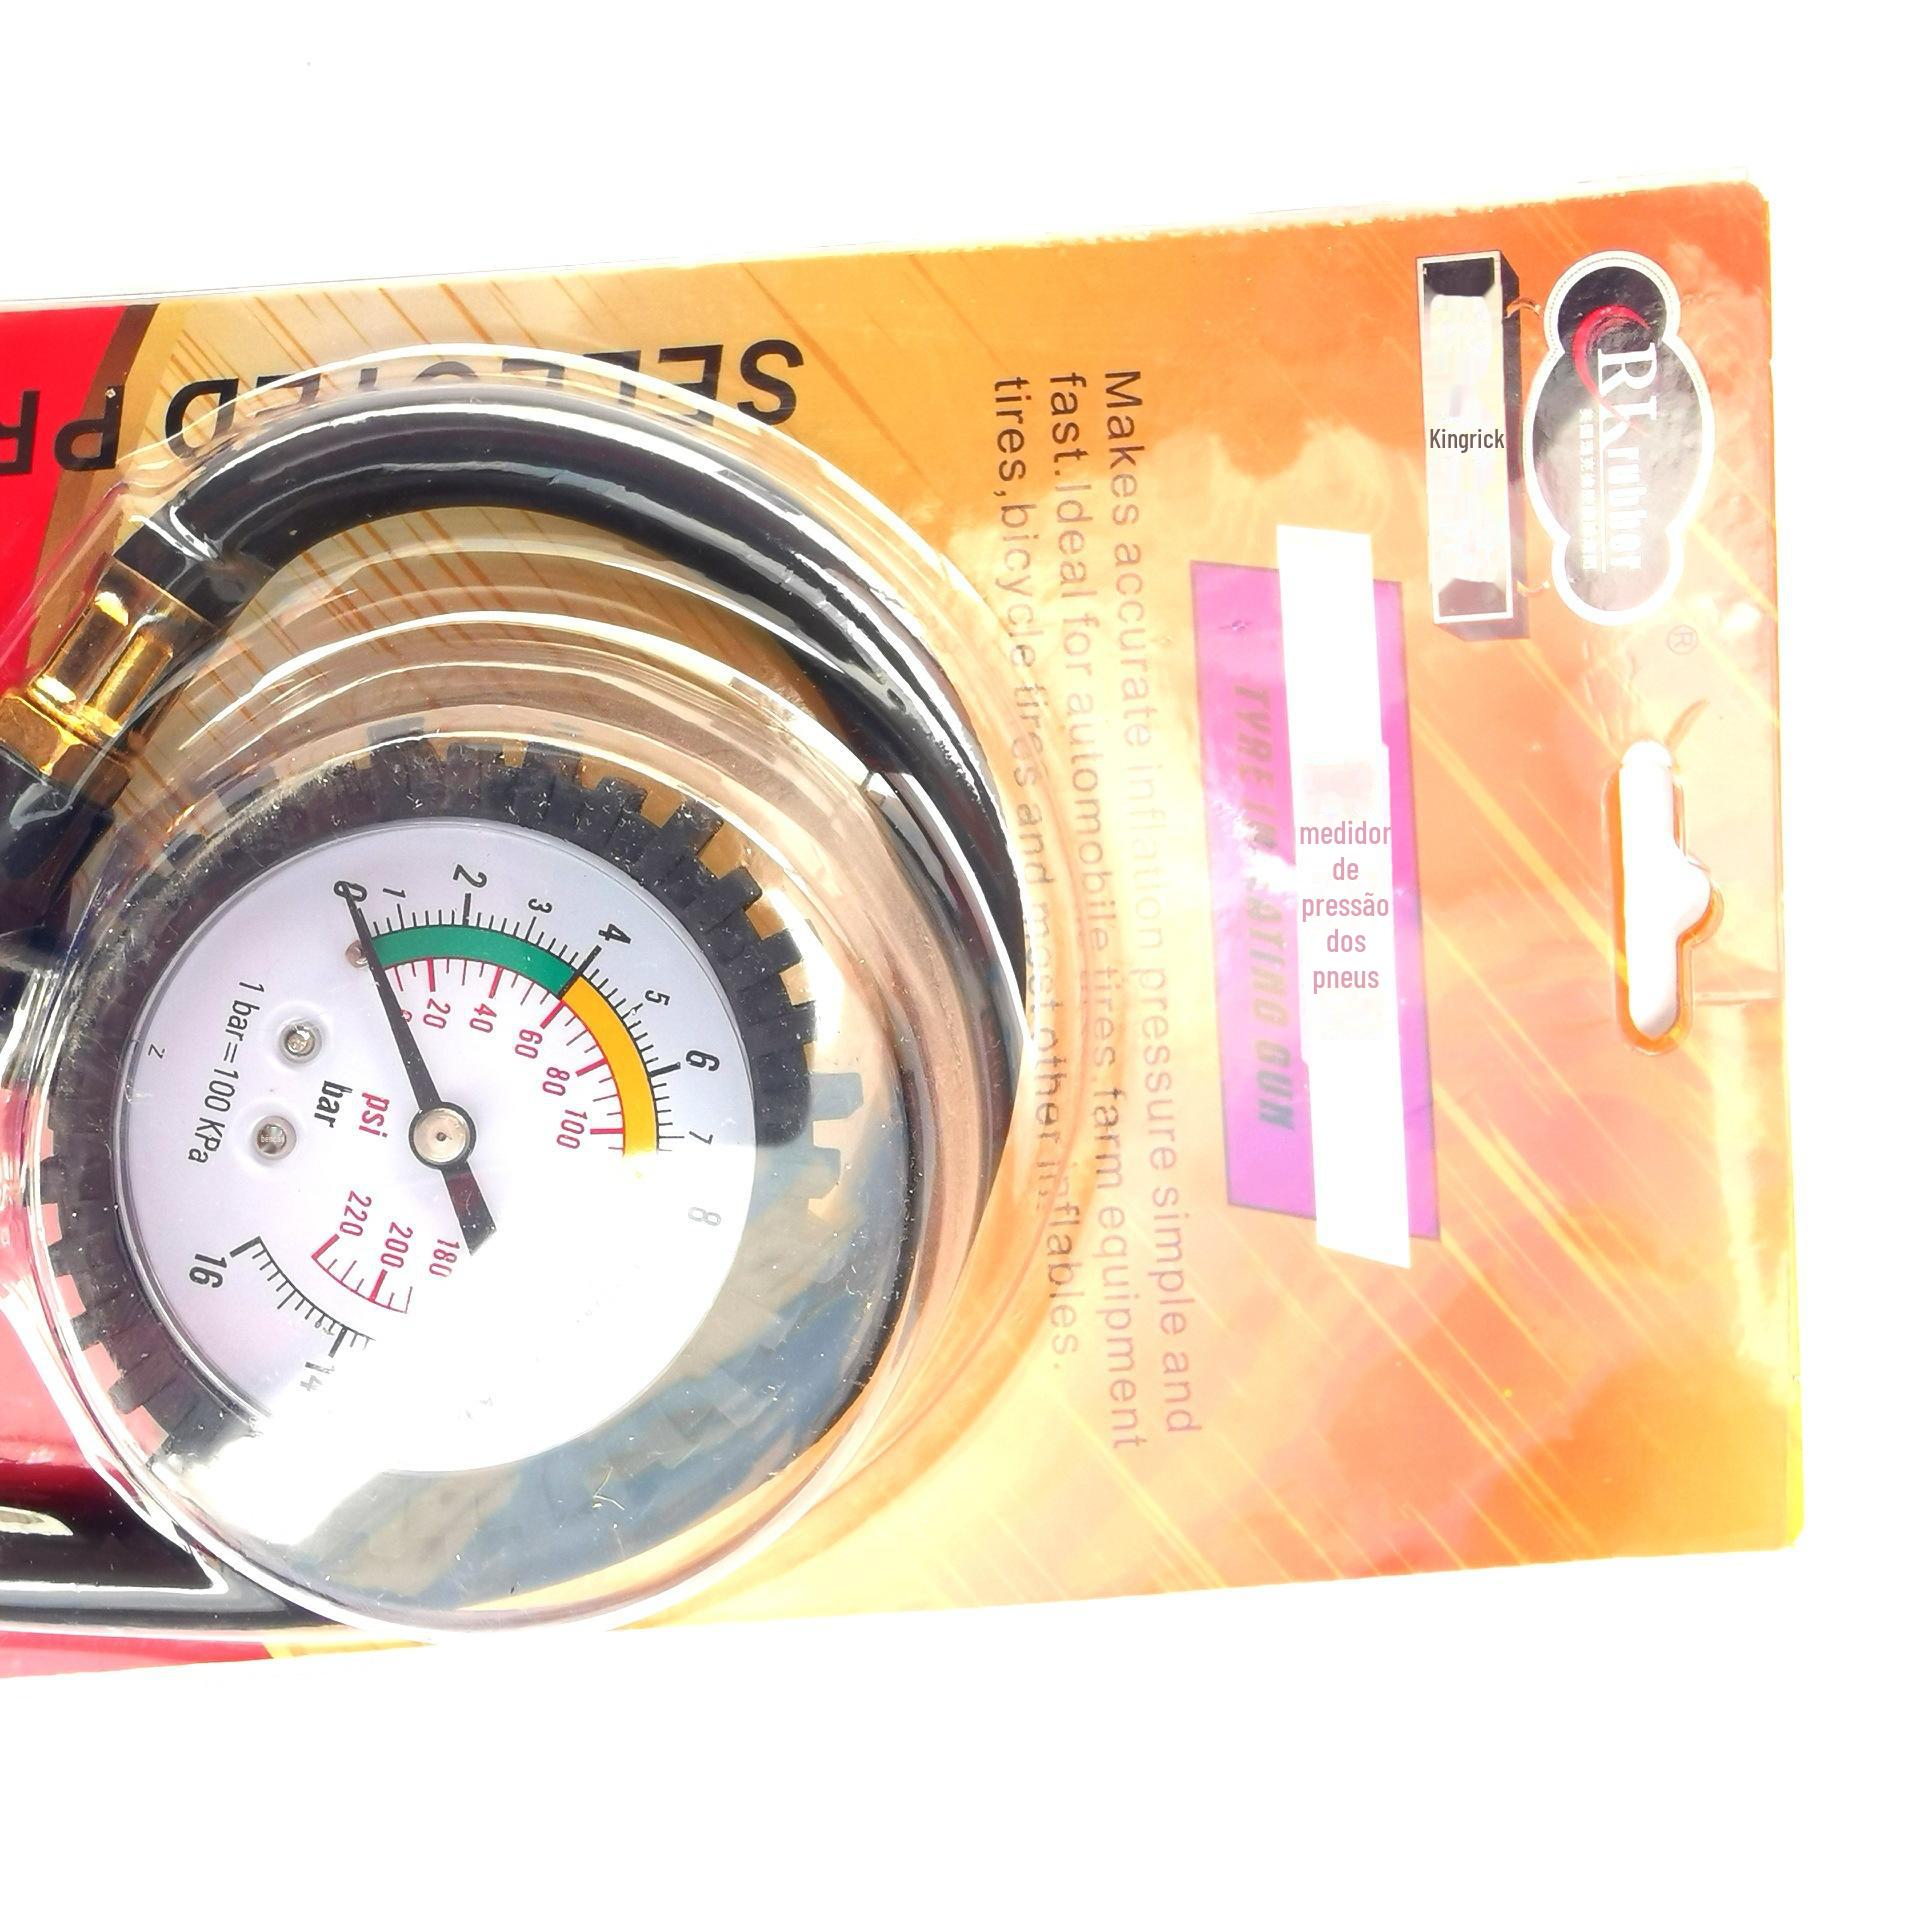 Kingrick
®
medidor
de
pressão
dos
pneus
TYRE INFLATING GUN
Makes accurate inflation pressure simple and
fast.Ideal for automobile tires.farm equipment
tires,bicycle tires and most other inflatables.
SELECTED PR
0
1
2
3
4
5
6
7
8
14
16
0
20
40
60
80
100
180
200
220
psi
bar
1 bar=100 KPa
z